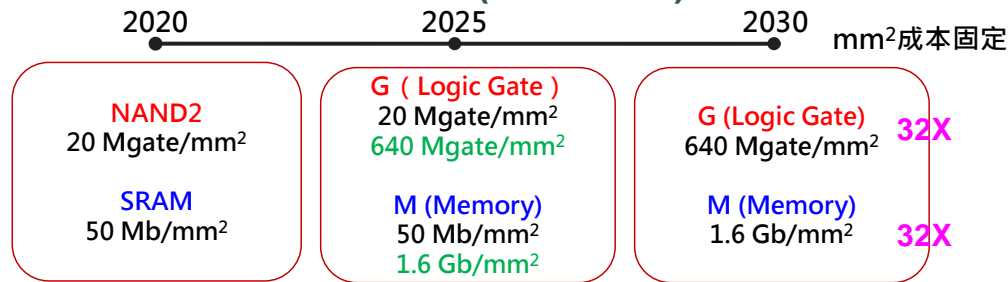 2020 2025 2030 mm²成本固定
NAND2
20 Mgate/mm²
SRAM
50 Mb/mm²
G ( Logic Gate )
20 Mgate/mm²
640 Mgate/mm²
M (Memory)
50 Mb/mm²
1.6 Gb/mm²
G (Logic Gate)
640 Mgate/mm²
32X
M (Memory)
1.6 Gb/mm²
32X